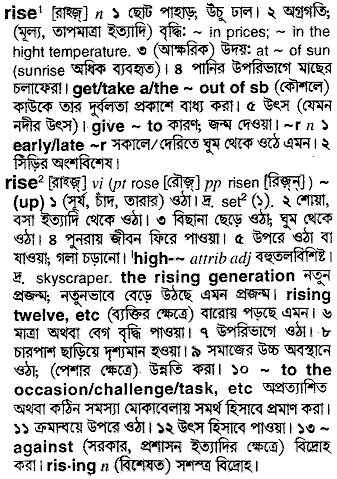 rise¹ [রাইজ্] n ১ ছোট পাহাড়; উঁচু ঢাল। ২ অগ্রগতি;
(মূল্য, তাপমাত্রা ইত্যাদি) বৃদ্ধি: ~ in prices; ~ in the
hight temperature. ৩ (আক্ষরিক) উদয়: at ~ of sun
(sunrise অধিক ব্যবহৃত)। ৪ পানির উপরিভাগে মাছের
চলাফেরা। get/take a/the ~ out of sb (কৌশলে)
কাউকে তার দুর্বলতা প্রকাশে বাধ্য করা। ৫ উৎস (যেমন
নদীর উৎস)। give ~ to কারণ; জন্ম দেওয়া। ~r n ১
early/late ~r সকালে/দেরিতে ঘুম থেকে ওঠে এমন। ২
সিঁড়ির অংশবিশেষ।
rise² [রাইজ্] vi (pt rose [রৌজ্] pp risen [রিজ্ন্]) ~
(up) ১ (সূর্য, চাঁদ, তারার) ওঠা। দ্র. set² (১). ২ শোয়া,
বসা ইত্যাদি থেকে ওঠা। ৩ বিছানা ছেড়ে ওঠা; ঘুম থেকে
ওঠা। ৪ পুনরায় জীবন ফিরে পাওয়া। ৫ উপরে ওঠা বা
যাওয়া; গলা চড়ানো। ˈhigh-~ attrib adj বহুতলবিশিষ্ট।
দ্র. skyscraper. the rising generation নতুন
প্রজন্ম; নতুনভাবে বেড়ে উঠছে এমন প্রজন্ম। rising
twelve, etc (ব্যক্তির ক্ষেত্রে) বারোয় পড়ছে এমন। ৬
মাত্রা অথবা বেগ বৃদ্ধি পাওয়া। ৭ উপরিভাগে ওঠা। ৮
চারপাশ ছাড়িয়ে দৃশ্যমান হওয়া। ৯ সমাজের উচ্চ অবস্থানে
ওঠা; (পেশার ক্ষেত্রে) উন্নতি করা। ১০ ~ to the
occasion/challenge/task, etc অপ্রত্যাশিত
অথবা কঠিন সমস্যা মোকাবেলায় সমর্থ হিসাবে প্রমাণ করা।
১১ ক্রমান্বয়ে উপরে ওঠা। ১২ উৎস হিসাবে পাওয়া। ১৩ ~
against (সরকার, প্রশাসন ইত্যাদির ক্ষেত্রে) বিদ্রোহ
করা। ris·ing n (বিশেষত) সশস্ত্র বিদ্রোহ।